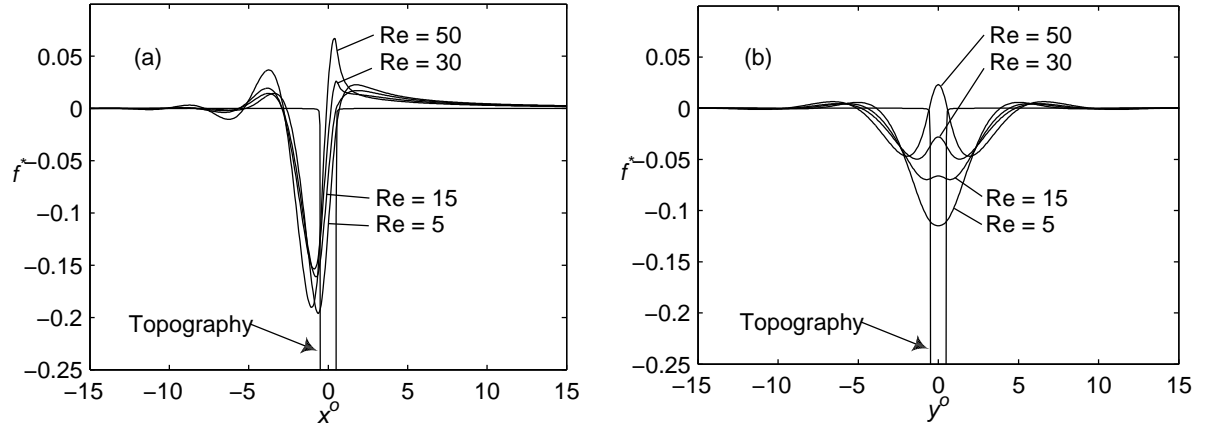 (a)
Re = 50
Re = 30
Re = 15
Re = 5
Topography
0.05
0
−0.05
−0.1
−0.15
−0.2
−0.25
f*
−15 −10 −5 0 5 10 15
x^o
(b)
Re = 50
Re = 30
Re = 15
Re = 5
Topography
0.05
0
−0.05
−0.1
−0.15
−0.2
−0.25
f*
−15 −10 −5 0 5 10 15
y^o